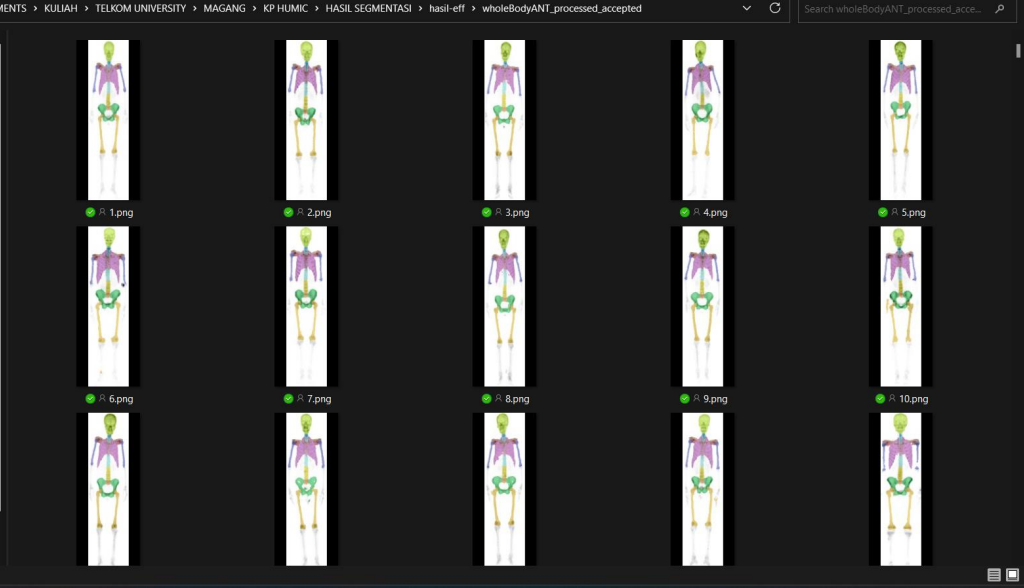 MENTS > KULIAH > TELKOM UNIVERSITY > MAGANG > KP HUMIC > HASIL SEGMENTASI > hasil-eff > wholeBodyANT_processed_accepted
Search wholeBodyANT_processed_acce...
1.png 2.png 3.png 4.png 5.png
6.png 7.png 8.png 9.png 10.png